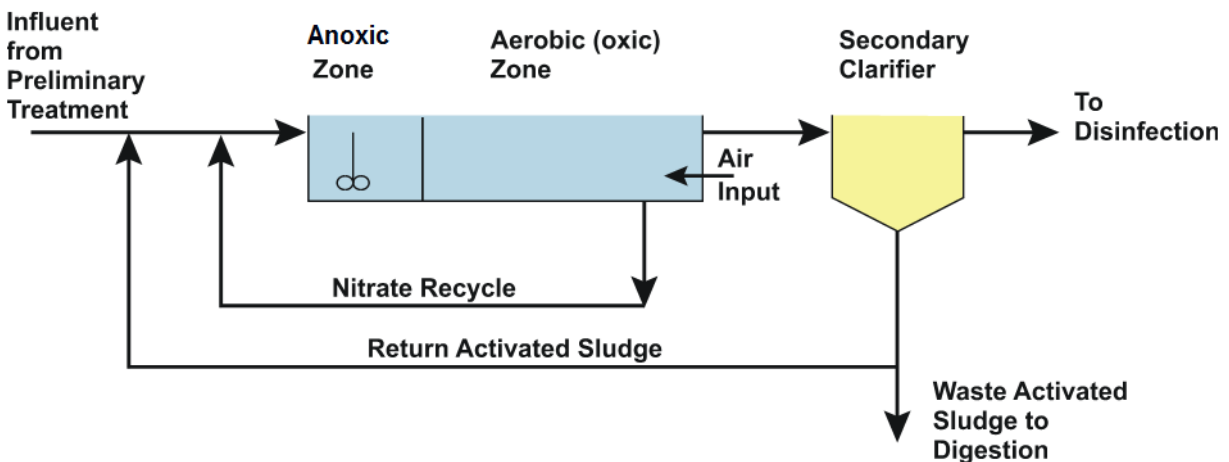 Influent
from
Preliminary
Treatment
Anoxic
Zone
Aerobic (oxic)
Zone
Secondary
Clarifier
To
Disinfection
Air
Input
Nitrate Recycle
Return Activated Sludge
Waste Activated
Sludge to
Digestion